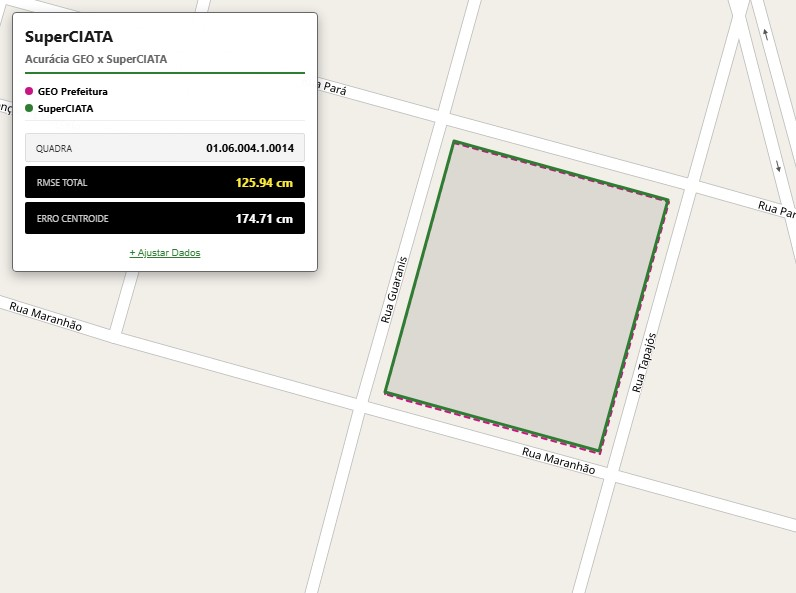 SuperCIATA
Acurácia GEO x SuperCIATA
GEO Prefeitura
SuperCIATA
QUADRA 01.06.004.1.0014
RMSE TOTAL 125.94 cm
ERRO CENTROIDE 174.71 cm
+ Ajustar Dados
Pará
Rua Par
Rua Guaranis
Rua Maranhão
Rua Tapajós
Rua Maranhão